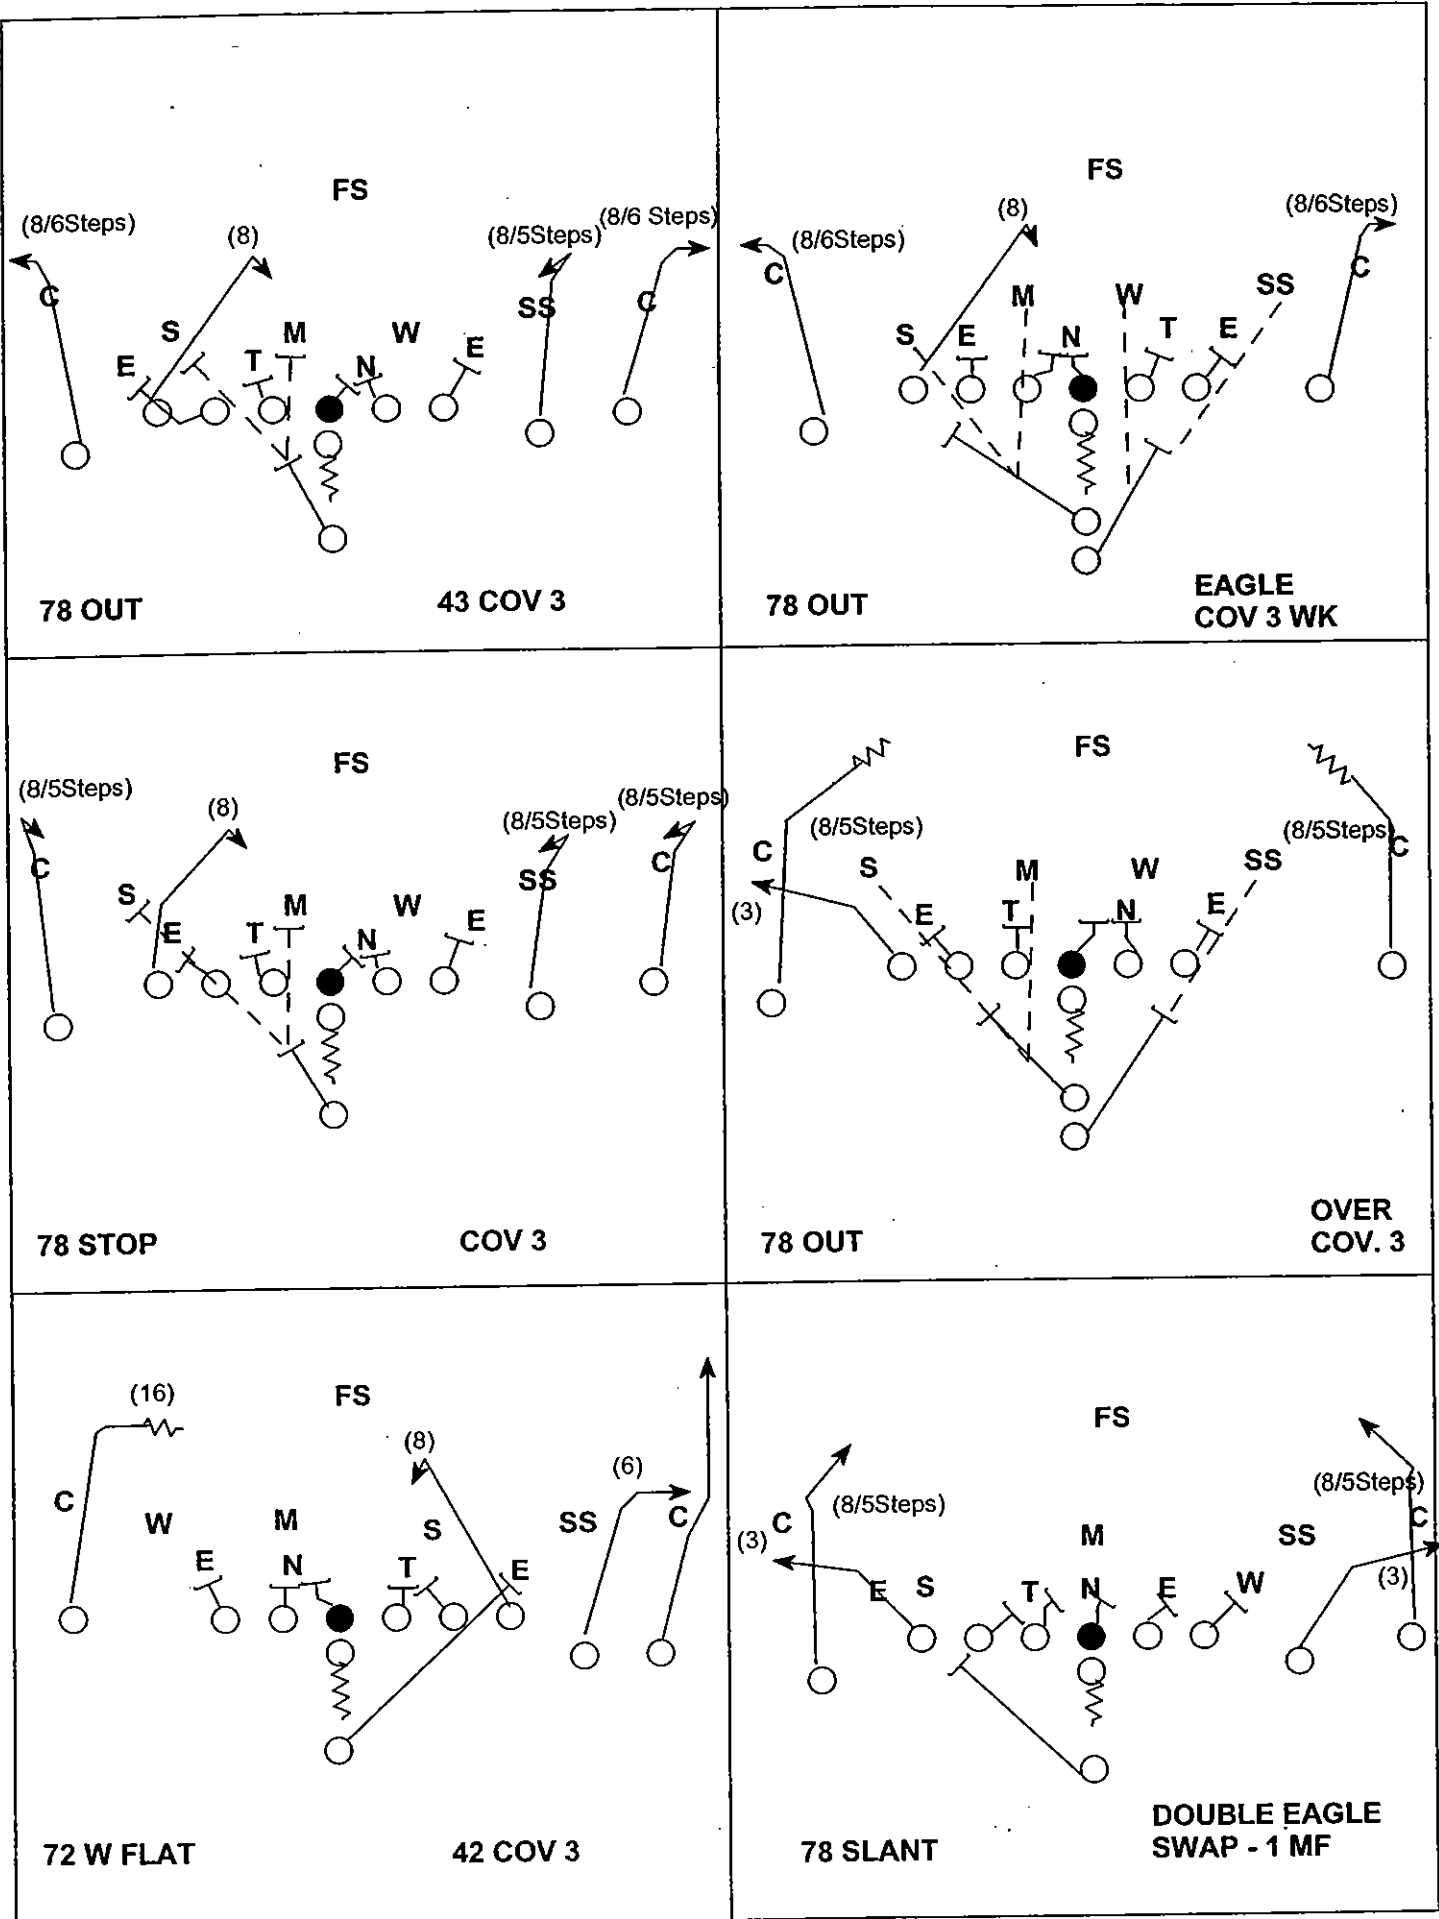 FS
(8/6Steps)
(8)
(8/5Steps)
(8/6 Steps)
C
SS
C
S
M
W
E
T
N
E
78 OUT
43 COV 3
FS
(8/6Steps)
(8)
(8/6Steps)
C
C
M
W
SS
S
E
N
T
E
78 OUT
EAGLE
COV 3 WK
FS
(8/5Steps)
(8)
(8/5Steps)
(8/5Steps)
C
C
S
SS
M
W
E
T
N
E
78 STOP
COV 3
FS
(8/5Steps)
(8/5Steps)
C
C
S
M
W
SS
(3)
E
T
N
E
78 OUT
OVER
COV. 3
(16)
FS
(8)
(6)
C
W
M
S
SS
C
E
N
T
E
72 W FLAT
42 COV 3
FS
(8/5Steps)
(8/5Steps)
(3)
C
M
SS
C
E
S
T
N
E
W
(3)
78 SLANT
DOUBLE EAGLE
SWAP - 1 MF